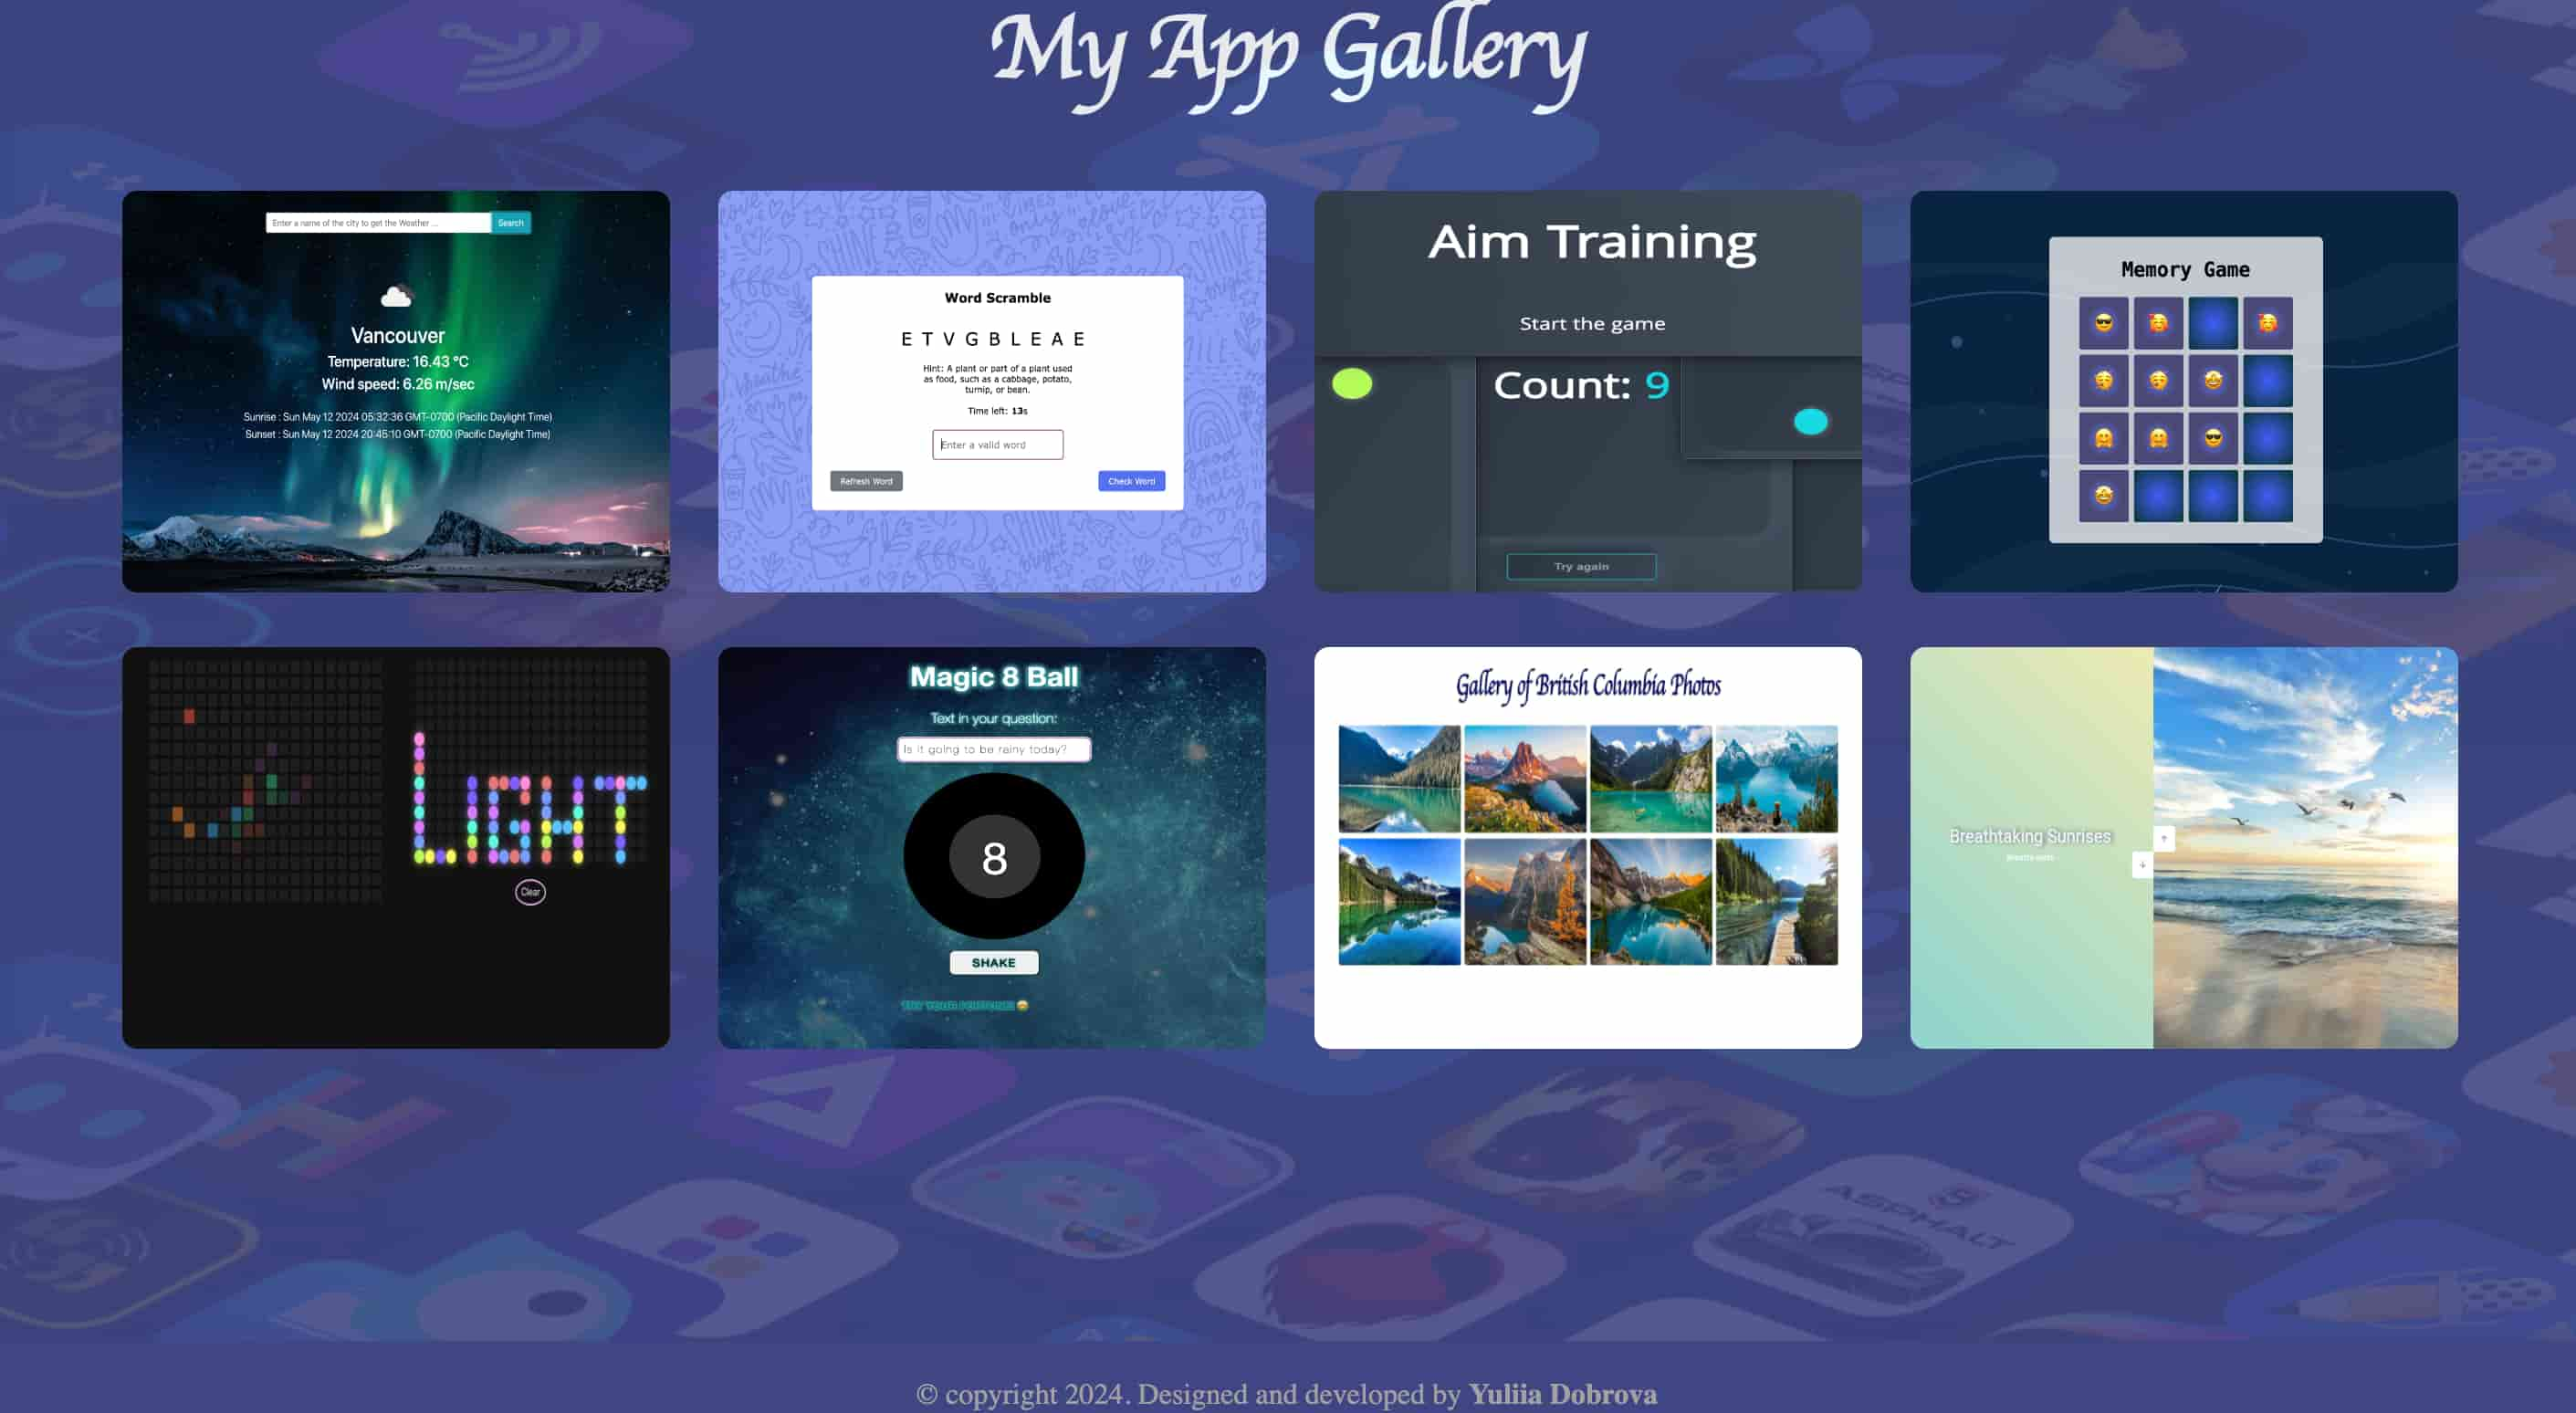 My App Gallery
Enter a name of the city to get the Weather ...
Search
Vancouver
Temperature: 16.43 °C
Wind speed: 6.26 m/sec
Sunrise : Sun May 12 2024 05:32:36 GMT-0700 (Pacific Daylight Time)
Sunset : Sun May 12 2024 20:45:10 GMT-0700 (Pacific Daylight Time)
Word Scramble
E T V G B L E A E
Hint: A plant or part of a plant used
as food, such as a cabbage, potato,
turnip, or bean.
Time left: 13s
Enter a valid word
Refresh Word
Check Word
Aim Training
Start the game
Count: 9
Try again
Memory Game
LIGHT
Clear
Magic 8 Ball
Text in your question:
Is it going to be rainy today?
8
SHAKE
TRY YOUR FORTUNE!
Gallery of British Columbia Photos
Breathtaking Sunrises
ASPHALT
© copyright 2024. Designed and developed by Yuliia Dobrova